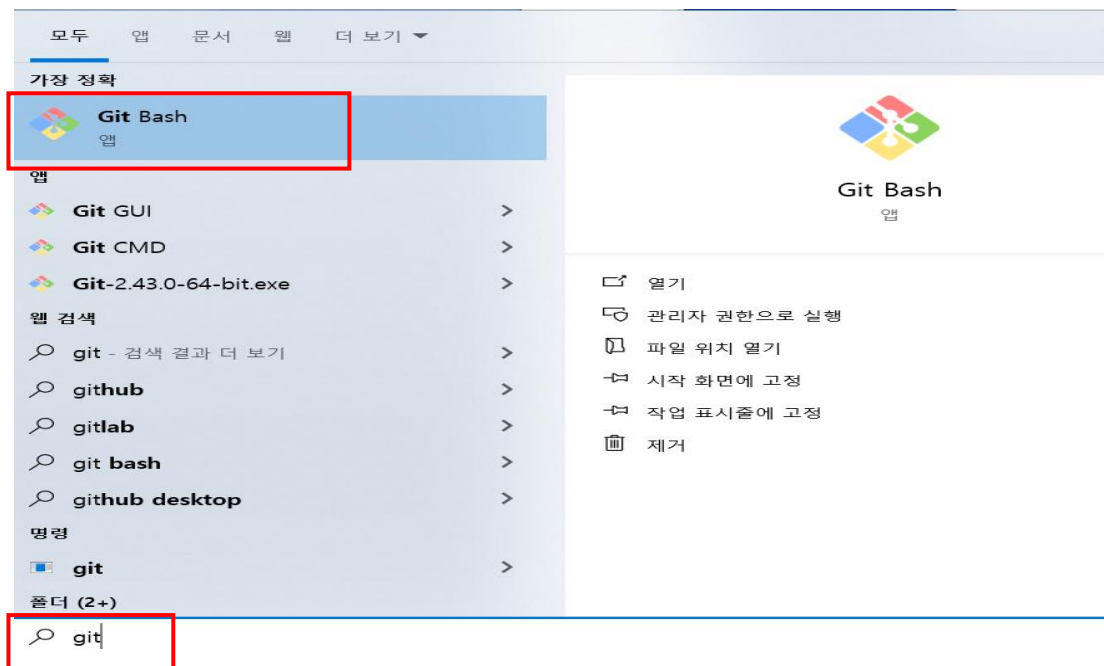 모두 앱 문서 웹 더 보기
가장 정확
Git Bash
앱
앱
Git GUI
Git CMD
Git-2.43.0-64-bit.exe
웹 검색
git - 검색 결과 더 보기
github
gitlab
git bash
github desktop
명령
git
폴더 (2+)
git
Git Bash
앱
열기
관리자 권한으로 실행
파일 위치 열기
시작 화면에 고정
작업 표시줄에 고정
제거